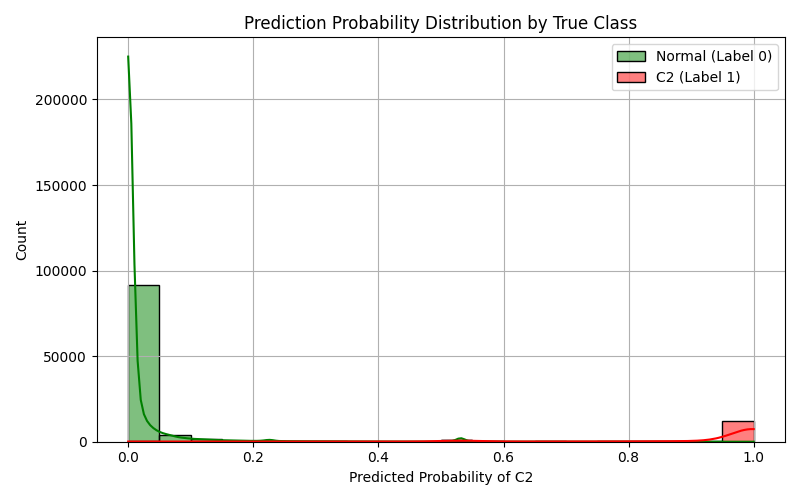 Prediction Probability Distribution by True Class
Normal (Label 0)
C2 (Label 1)
Count
200000
150000
100000
50000
0
0.0 0.2 0.4 0.6 0.8 1.0
Predicted Probability of C2